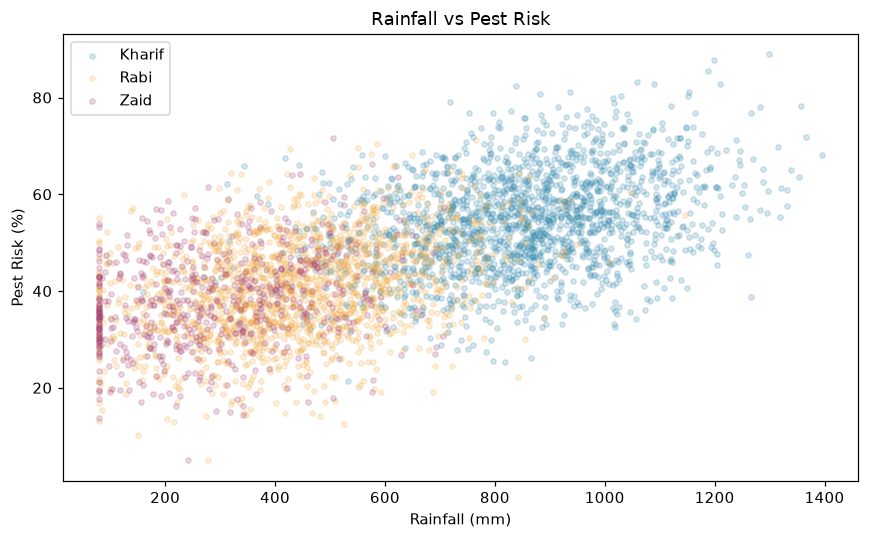 Rainfall vs Pest Risk
Kharif
Rabi
Zaid
Pest Risk (%)
80
60
40
20
200 400 600 800 1000 1200 1400
Rainfall (mm)